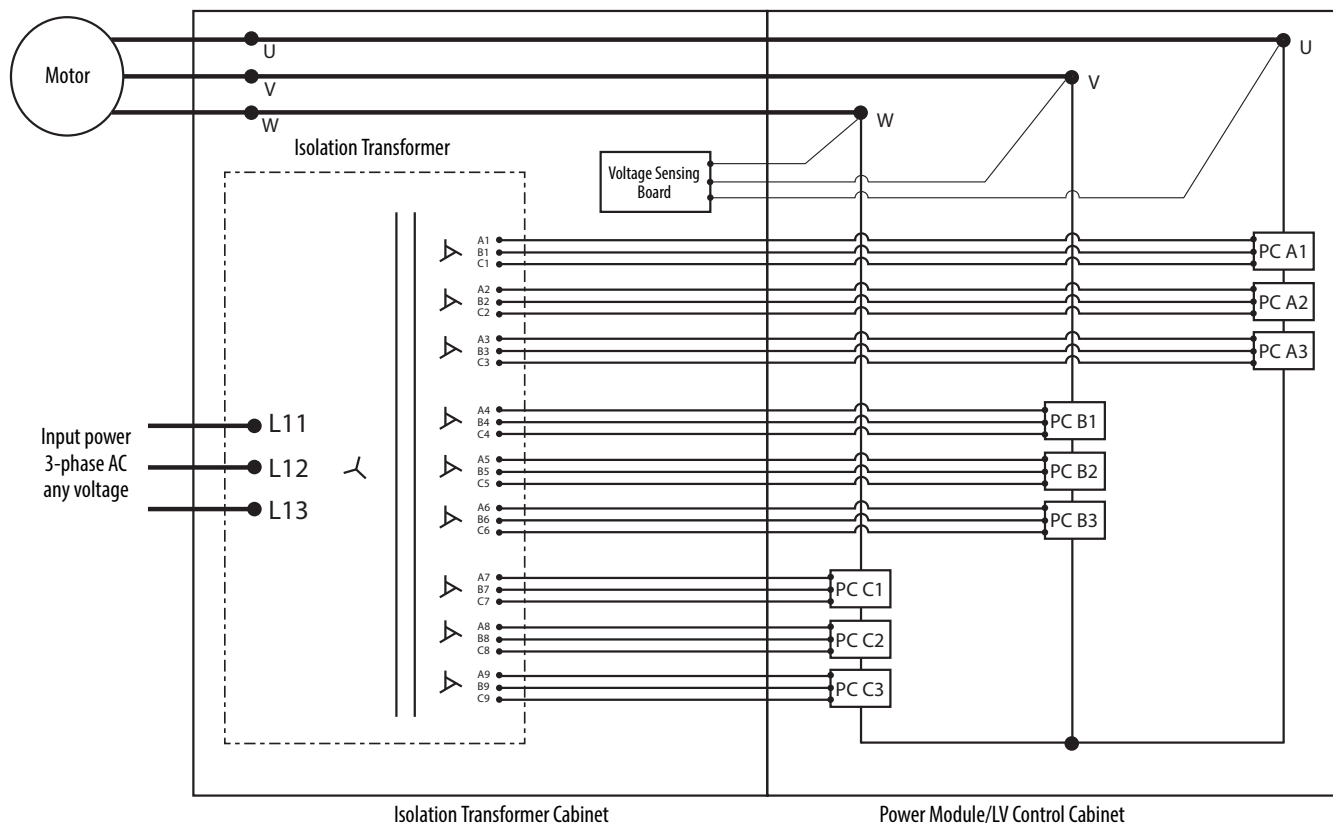 Motor
U
V
W
U
V
W
Isolation Transformer
Voltage Sensing
Board
A1
B1
C1
PC A1
A2
B2
C2
PC A2
A3
B3
C3
PC A3
A4
B4
C4
PC B1
A5
B5
C5
PC B2
A6
B6
C6
PC B3
A7
B7
C7
PC C1
A8
B8
C8
PC C2
A9
B9
C9
PC C3
Input power
3-phase AC
any voltage
L11
L12
L13
Isolation Transformer Cabinet
Power Module/LV Control Cabinet